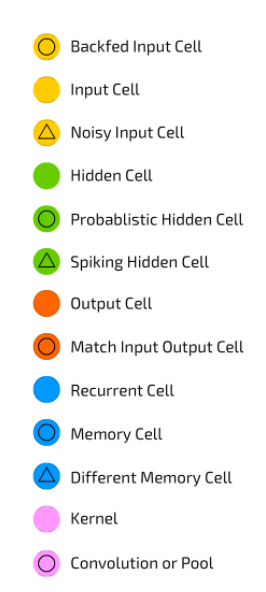 Backfed Input Cell
Input Cell
Noisy Input Cell
Hidden Cell
Probablistic Hidden Cell
Spiking Hidden Cell
Output Cell
Match Input Output Cell
Recurrent Cell
Memory Cell
Different Memory Cell
Kernel
Convolution or Pool